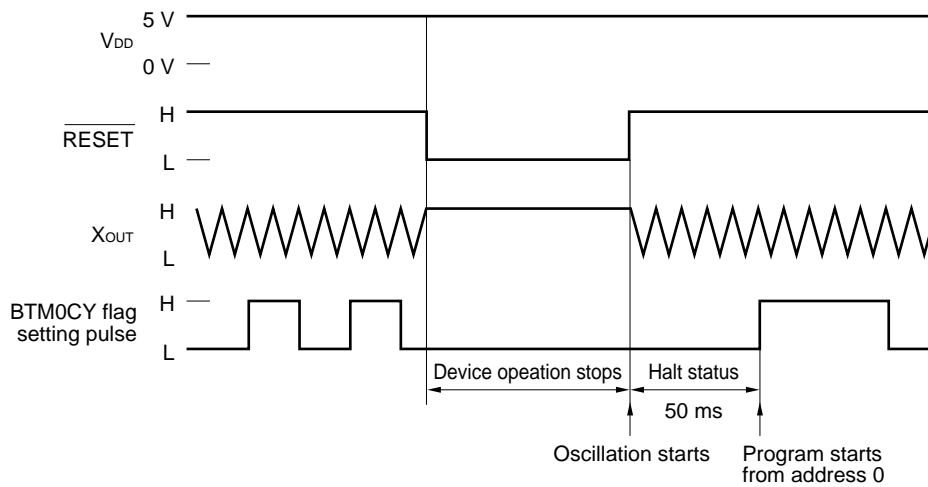 5 V
VDD
0 V
H
RESET
L
H
XOUT
L
H
BTM0CY flag
setting pulse
L
Device opeation stops
Halt status
50 ms
Oscillation starts
Program starts
from address 0